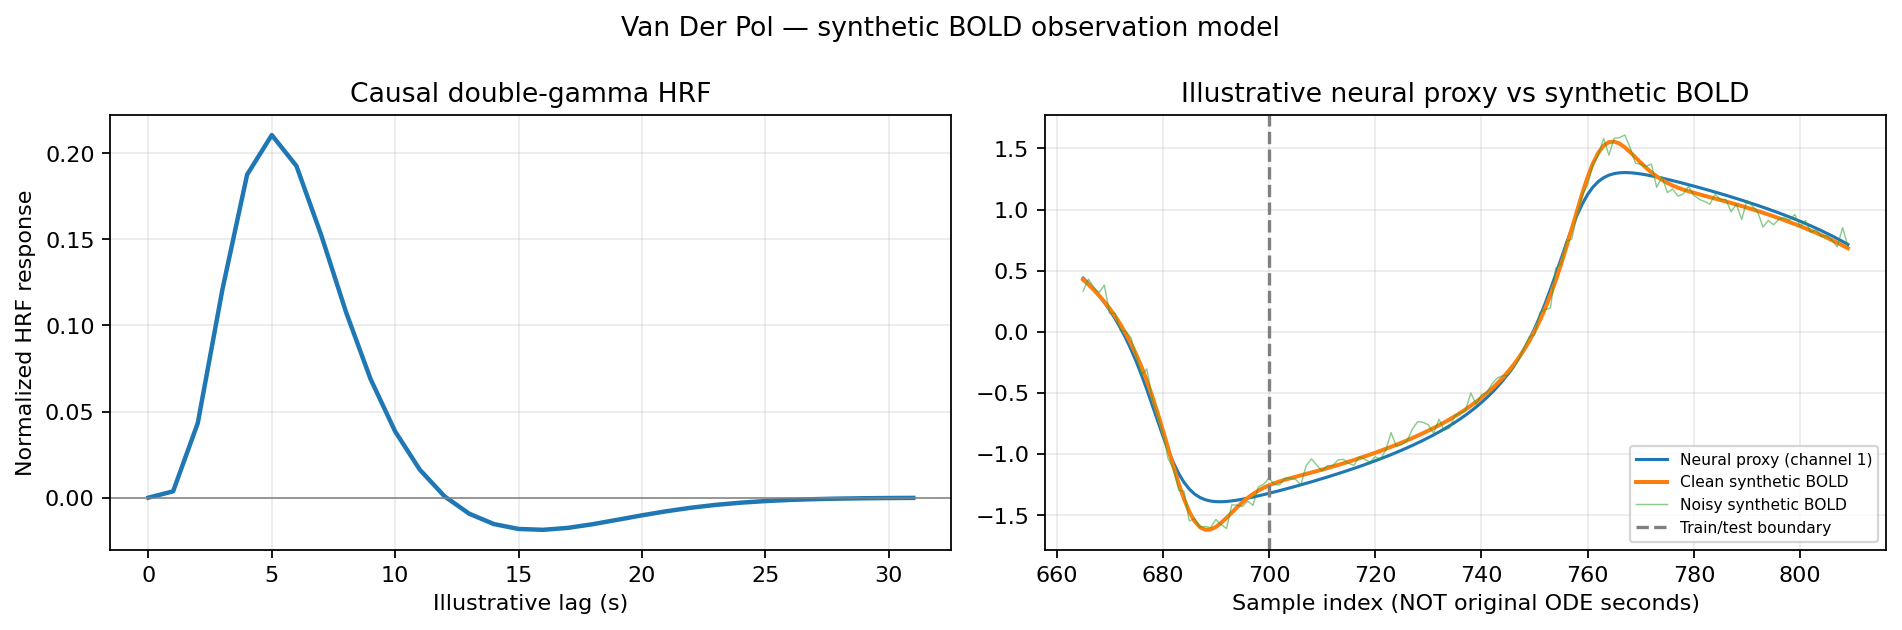 Van Der Pol — synthetic BOLD observation model
Causal double-gamma HRF
Normalized HRF response
0.20
0.15
0.10
0.05
0.00
0
5
10
15
20
25
30
Illustrative lag (s)
Illustrative neural proxy vs synthetic BOLD
1.5
1.0
0.5
0.0
−0.5
−1.0
−1.5
Neural proxy (channel 1)
Clean synthetic BOLD
Noisy synthetic BOLD
Train/test boundary
660
680
700
720
740
760
780
800
Sample index (NOT original ODE seconds)